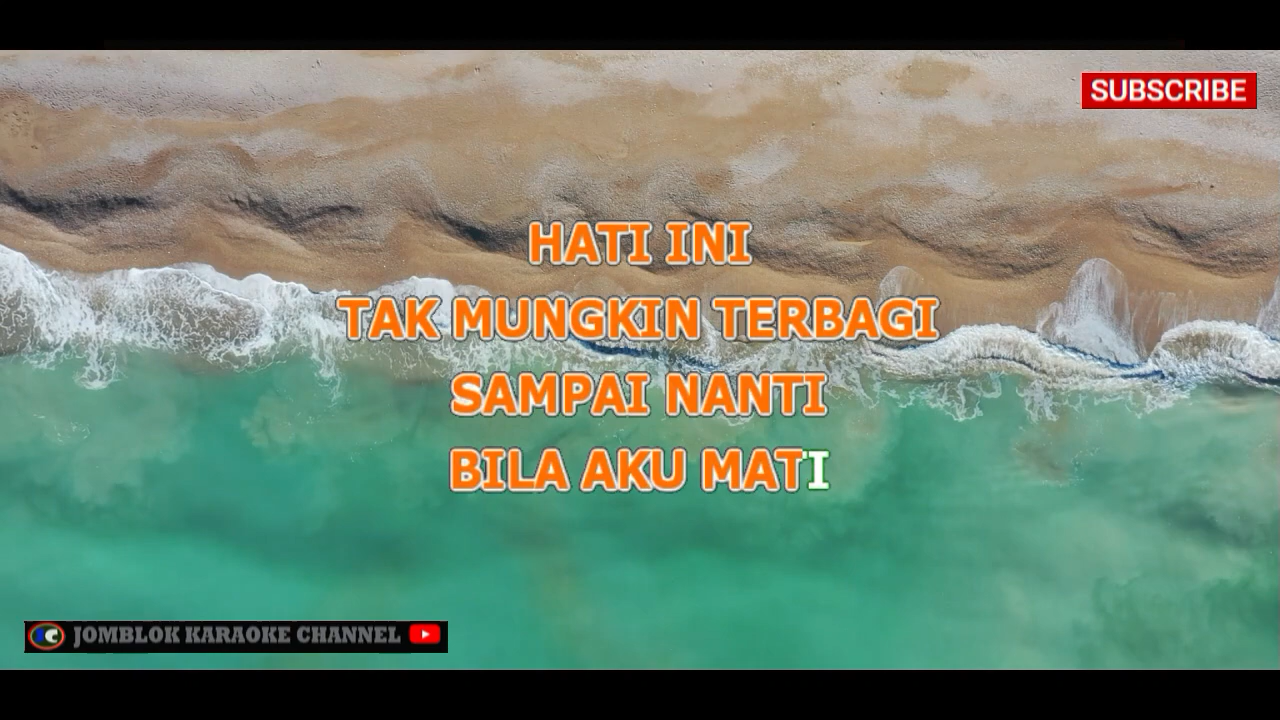 SUBSCRIBE
HATI INI
TAK MUNGKIN TERBAGI
SAMPAI NANTI
BILA AKU MATI
JOMBLOK KARAOKE CHANNEL